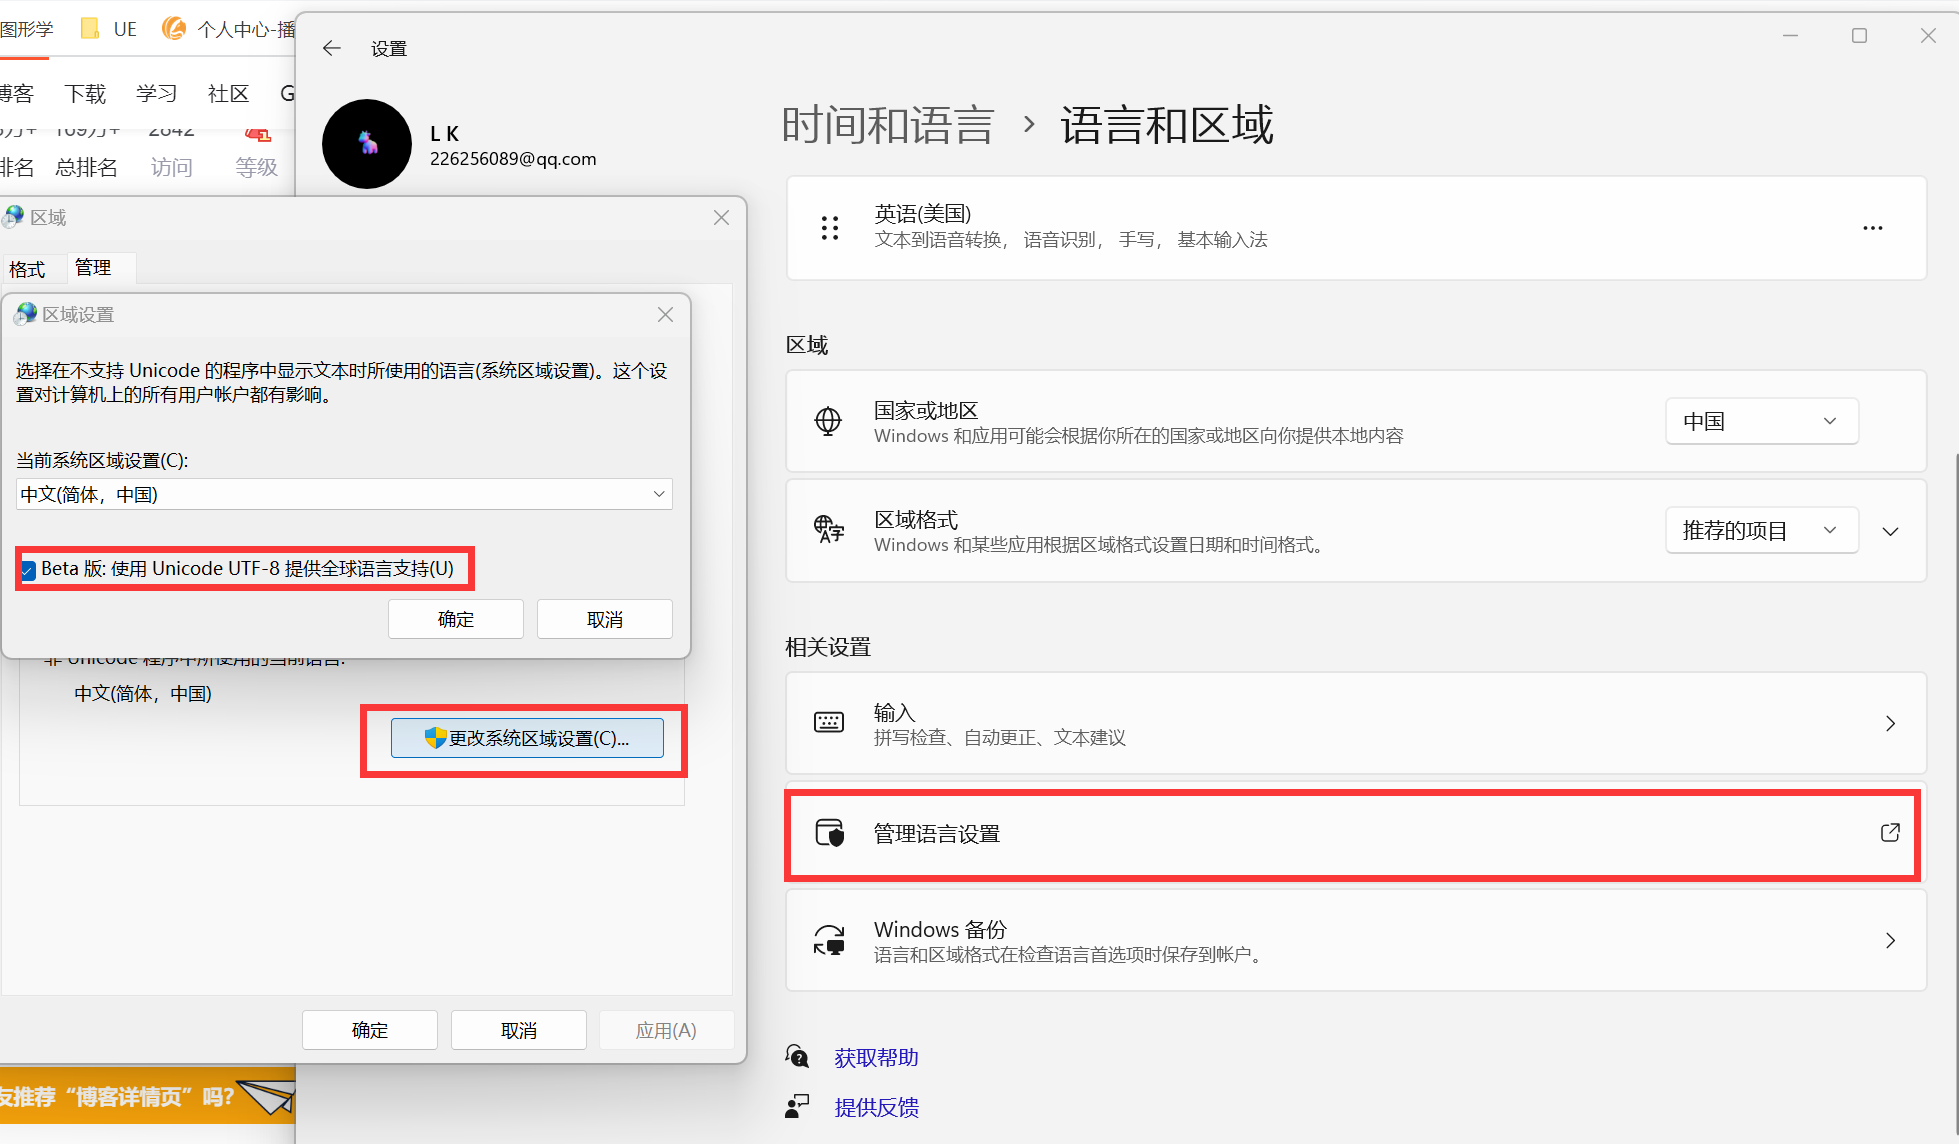 图形学
UE
个人中心-播
博客
下载
学习
社区
169万+
2842
排名
总排名
访问
等级
设置
L K
226256089@qq.com
时间和语言 › 语言和区域
英语(美国)
文本到语音转换， 语音识别， 手写， 基本输入法
区域
国家或地区
Windows 和应用可能会根据你所在的国家或地区向你提供本地内容
中国
区域格式
Windows 和某些应用根据区域格式设置日期和时间格式。
推荐的项目
相关设置
输入
拼写检查、自动更正、文本建议
管理语言设置
Windows 备份
语言和区域格式在检查语言首选项时保存到帐户。
获取帮助
提供反馈
区域
格式
管理
区域设置
选择在不支持 Unicode 的程序中显示文本时所使用的语言(系统区域设置)。这个设
置对计算机上的所有用户帐户都有影响。
当前系统区域设置(C):
中文(简体，中国)
Beta 版: 使用 Unicode UTF-8 提供全球语言支持(U)
确定
取消
非 Unicode 程序中所使用的当前语言:
中文(简体，中国)
更改系统区域设置(C)...
确定
取消
应用(A)
友推荐“博客详情页”吗?